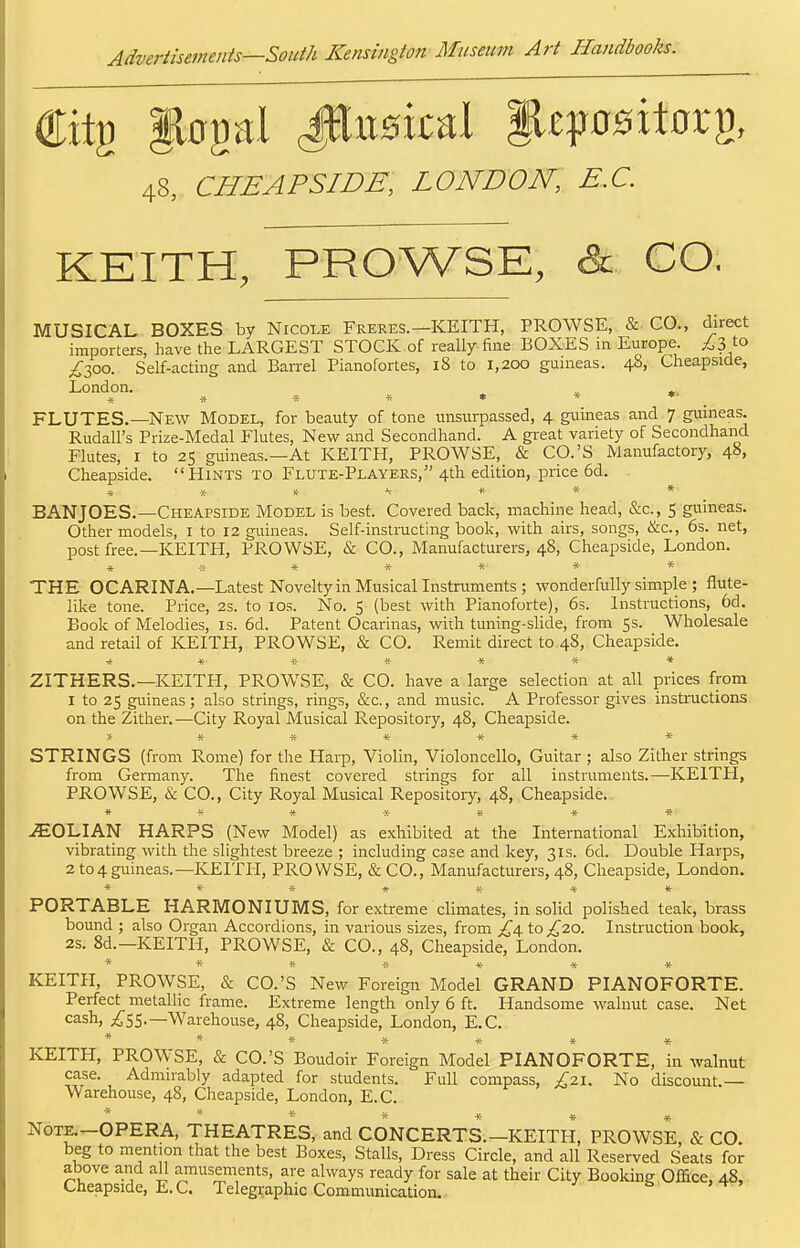 Advertisements—South Kensington Museum Art Handbooks.
City Royal Musical Repository,
48, CHEAPSIDE, LONDON, E.C.
KEITH, PROWSE, & CO.
MUSICAL BOXES by Nicole Freres.—KEITH, PROWSE, & CO., direct
importers, have the LARGEST STOCK of really fine BOXES in Europe. £3 to
£300. Self-acting and Barrel Pianofortes, 18 to 1,200 guineas. 48, Cheapside,
London.
* * * * * * *
FLUTES.—New Model, for beauty of tone unsurpassed, 4 guineas and 7 guineas.
Rudall's Prize-Medal Flutes, New and Secondhand. A great variety of Secondhand
Flutes, 1 to 25 guineas.—At KEITH, PROWSE, & CO.'S Manufactory, 48,
Cheapside. "Hints to Flute-Players," 4th edition, price 6d.
* * * * * * *
BANJOES.—Cheapside Model is best. Covered back, machine head, &c., 5 guineas.
Other models, 1 to 12 guineas. Self-instructing book, with airs, songs, &c., 6s. net,
post free.—KEITH, PROWSE, & CO., Manufacturers, 48, Cheapside, London.
* * * * * * *
THE OCARINA.—Latest Novelty in Musical Instruments; wonderfully simple; flute-
like tone. Price, 2s. to 10s. No. 5 (best with Pianoforte), 6s. Instructions, 6d.
Book of Melodies, 1s. 6d. Patent Ocarinas, with tuning-slide, from 5s. Wholesale
and retail of KEITH, PROWSE, & CO. Remit direct to 48, Cheapside.
* * * * * * *
ZITHERS.—KEITH, PROWSE, & CO. have a large selection at all prices from
1 to 25 guineas; also strings, rings, &c., and music. A Professor gives instructions
on the Zither.—City Royal Musical Repository, 48, Cheapside.
* * * * * * *
STRINGS (from Rome) for the Harp, Violin, Violoncello, Guitar; also Zither strings
from Germany. The finest covered strings for all instruments.—KEITH,
PROWSE, & CO., City Royal Musical Repository, 48, Cheapside.
* * * * * * *
ÆOLIAN HARPS (New Model) as exhibited at the International Exhibition,
vibrating with the slightest breeze; including case and key, 31s. 6d. Double Harps,
2 to 4 guineas.—KEITH, PROWSE, & CO., Manufacturers, 48, Cheapside, London.
* * * * * * *
PORTABLE HARMONIUMS, for extreme climates, in solid polished teak, brass
bound; also Organ Accordions, in various sizes, from £4 to £20. Instruction book,
2s. 8d.—KEITH, PROWSE, & CO., 48, Cheapside, London.
* * * * * * *
KEITH, PROWSE, & CO.'S New Foreign Model GRAND PIANOFORTE.
Perfect metallic frame. Extreme length only 6 ft. Handsome walnut case. Net
cash, £55.—Warehouse, 48, Cheapside, London, E.C.
* * * * * * *
KEITH, PROWSE, & CO.'S Boudoir Foreign Model PIANOFORTE, in walnut
case. Admirably adapted for students. Full compass, £21. No discount.—
Warehouse, 48, Cheapside, London, E.C.
* * * * * * *
Note.—OPERA, THEATRES, and CONCERTS.—KEITH, PROWSE, & CO.
beg to mention that the best Boxes, Stalls, Dress Circle, and all Reserved Seats for
above and all amusements, are always ready for sale at their City Booking Office, 48,
Cheapside, E.C. Telegraphic Communication.